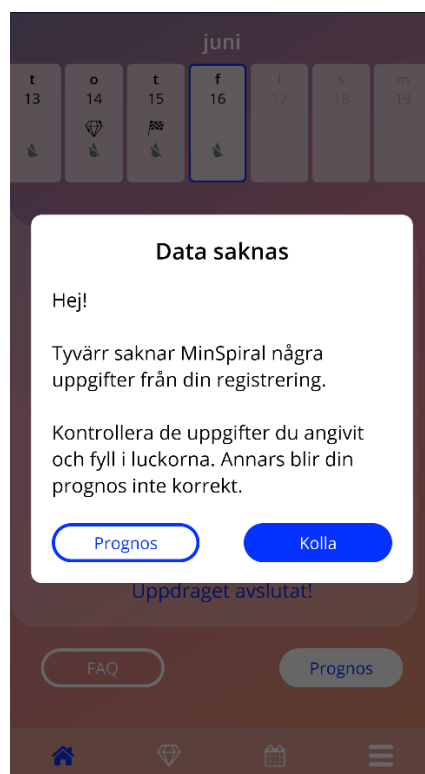 juni
t o t f l s m
13 14 15 16 17 18 19
Data saknas
Hej!
Tyvärr saknar MinSpiral några
uppgifter från din registrering.
Kontrollera de uppgifter du angivit
och fyll i luckorna. Annars blir din
prognos inte korrekt.
Prognos Kolla
Uppdraget avslutat!
FAQ Prognos